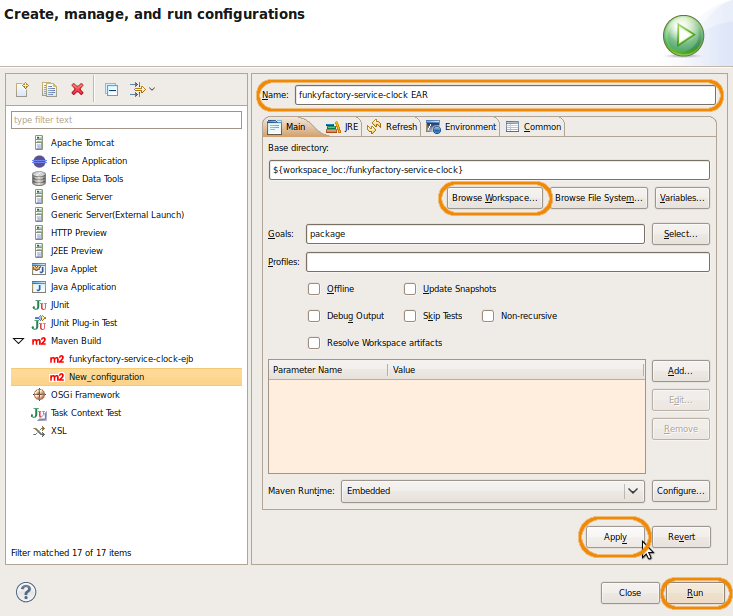 Create, manage, and run configurations
type filter text
Apache Tomcat
Eclipse Application
Eclipse Data Tools
Generic Server
Generic Server(External Launch)
HTTP Preview
J2EE Preview
Java Applet
Java Application
Ju JUnit
JUnit Plug-in Test
m2 Maven Build
m2 funkyfactory-service-clock-ejb
m2 New_configuration
OSGi Framework
Ju Task Context Test
XSL
Filter matched 17 of 17 items
Name: funkyfactory-service-clock EAR
Main JRE Refresh Environment Common
Base directory:
${workspace_loc:/funkyfactory-service-clock}
Browse Workspace... Browse File System... Variables...
Goals: package Select...
Profiles:
Offline Update Snapshots
Debug Output Skip Tests Non-recursive
Resolve Workspace artifacts
Parameter Name Value
Add...
Edit...
Remove
Maven Runtime: Embedded Configure...
Apply Revert
? Close Run